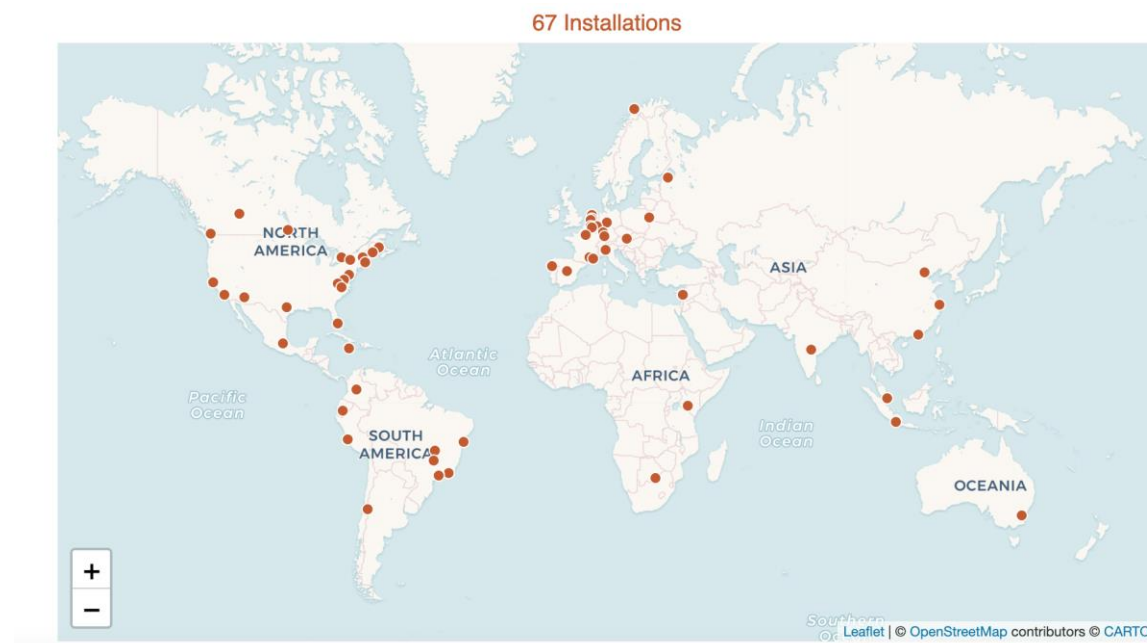 67 Installations
NORTH
AMERICA
ASIA
Atlantic
Ocean
AFRICA
Pacific
Ocean
Indian
Ocean
SOUTH
AMERICA
OCEANIA
+
−
Southern
Leaflet | © OpenStreetMap contributors © CARTO